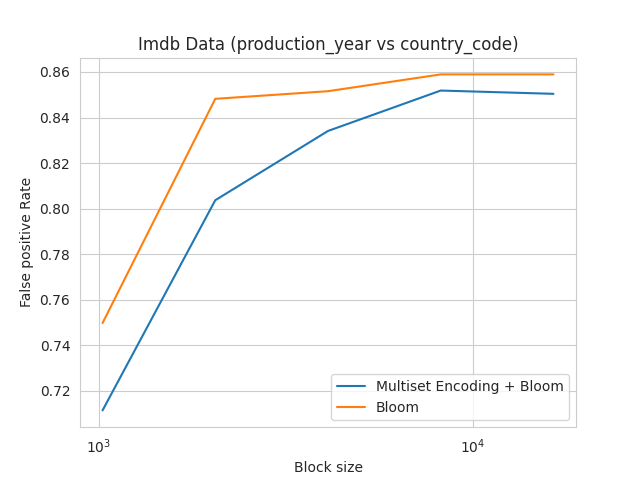 Imdb Data (production_year vs country_code)
False positive Rate
0.86
0.84
0.82
0.80
0.78
0.76
0.74
0.72
Multiset Encoding + Bloom
Bloom
10³
10⁴
Block size